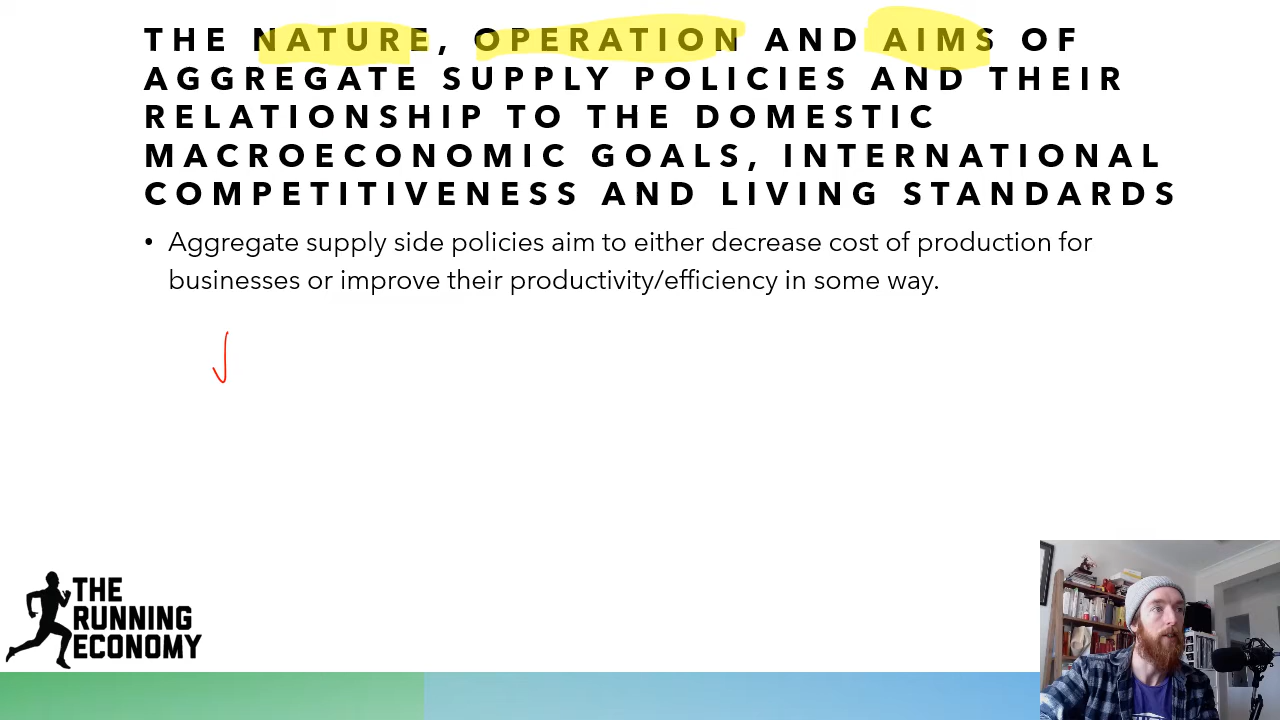 THE NATURE, OPERATION AND AIMS OF
AGGREGATE SUPPLY POLICIES AND THEIR
RELATIONSHIP TO THE DOMESTIC
MACROECONOMIC GOALS, INTERNATIONAL
COMPETITIVENESS AND LIVING STANDARDS
• Aggregate supply side policies aim to either decrease cost of production for
businesses or improve their productivity/efficiency in some way.
THE
RUNNING
ECONOMY